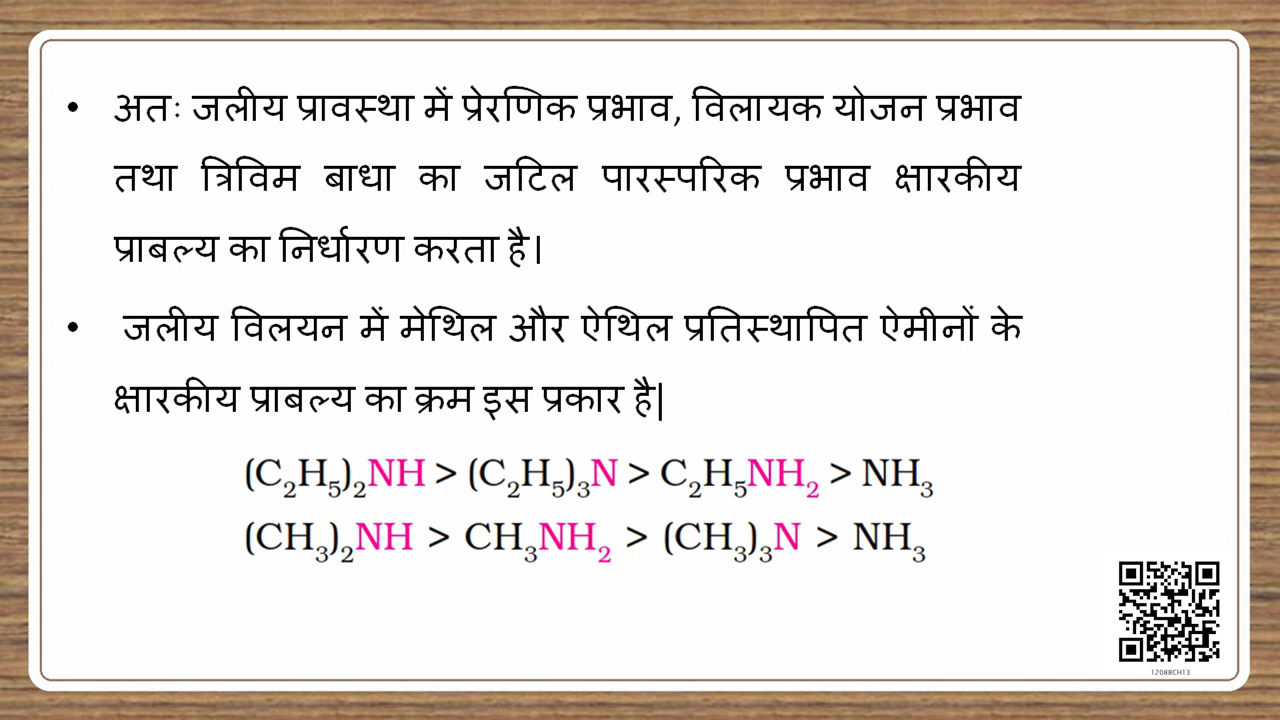 • अतः जलीय प्रावस्था में प्रेरणिक प्रभाव, विलायक योजन प्रभाव
तथा त्रिविम बाधा का जटिल पारस्परिक प्रभाव क्षारकीय
प्राबल्य का निर्धारण करता है।
• जलीय विलयन में मेथिल और ऐथिल प्रतिस्थापित ऐमीनों के
क्षारकीय प्राबल्य का क्रम इस प्रकार है|
(C₂H₅)₂NH > (C₂H₅)₃N > C₂H₅NH₂ > NH₃
(CH₃)₂NH > CH₃NH₂ > (CH₃)₃N > NH₃
12088CH13